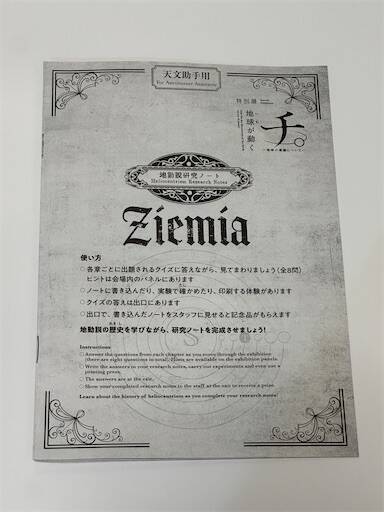 天文助手用
For Astronomer Assistants
特別展
チ。
―地球の運動について―
地球が動く
地動説研究ノート
Heliocentrism Research Notes
Ziemia
使い方
○各章ごとに出題されるクイズに答えながら、見てまわりましょう(全8問)
ヒントは会場内のパネルにあります
○ノートに書き込んだり、実験で確かめたり、印刷する体験があります
○クイズの答えは出口にあります
○出口で、書き込んだノートをスタッフに見せると記念品がもらえます
地動説の歴史を学びながら、研究ノートを完成させましょう!
Instructions
○Answer the questions from each chapter as you move through the exhibition
(there are eight questions in total). Hints are available on the exhibition panels.
○Write the answers in your research notes, carry out experiments and even use a
printing press.
○The answers are at the exit.
○Show your completed research notes to the staff at the exit to receive a prize.
Learn about the history of heliocentrism as you complete your research notes!